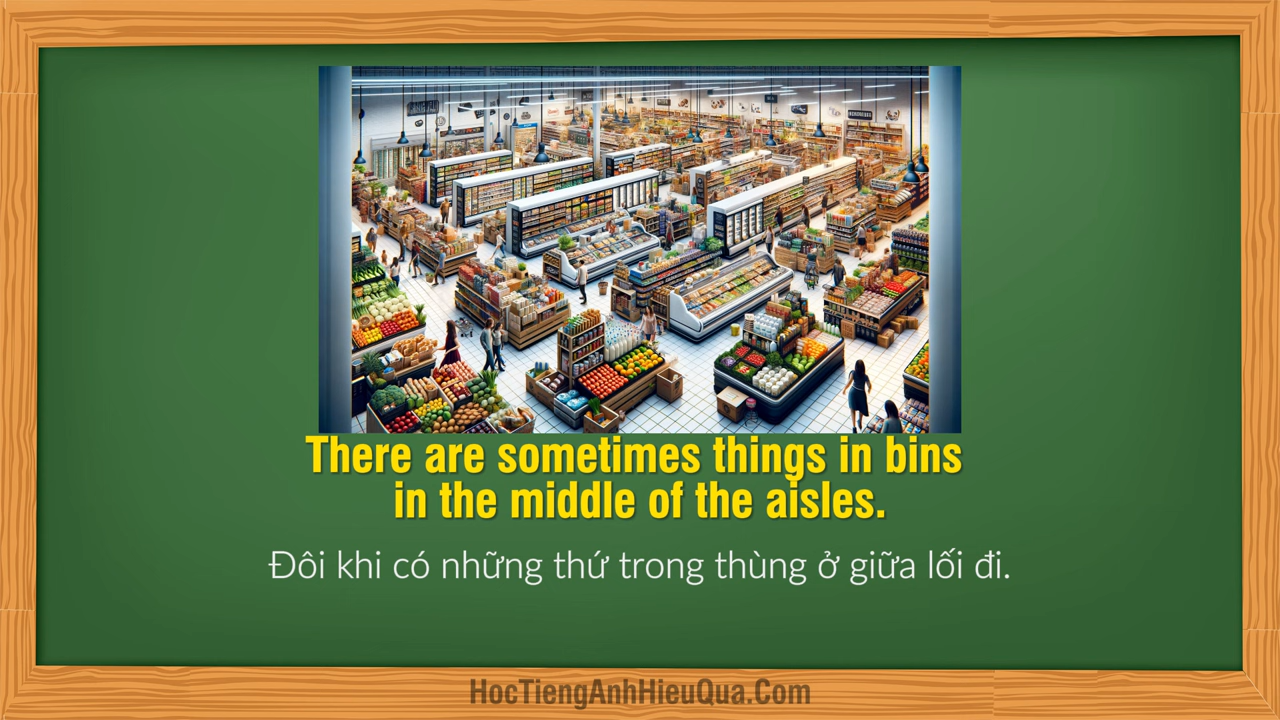 There are sometimes things in bins
in the middle of the aisles.
Đôi khi có những thứ trong thùng ở giữa lối đi.
HocTiengAnhHieuQua.Com